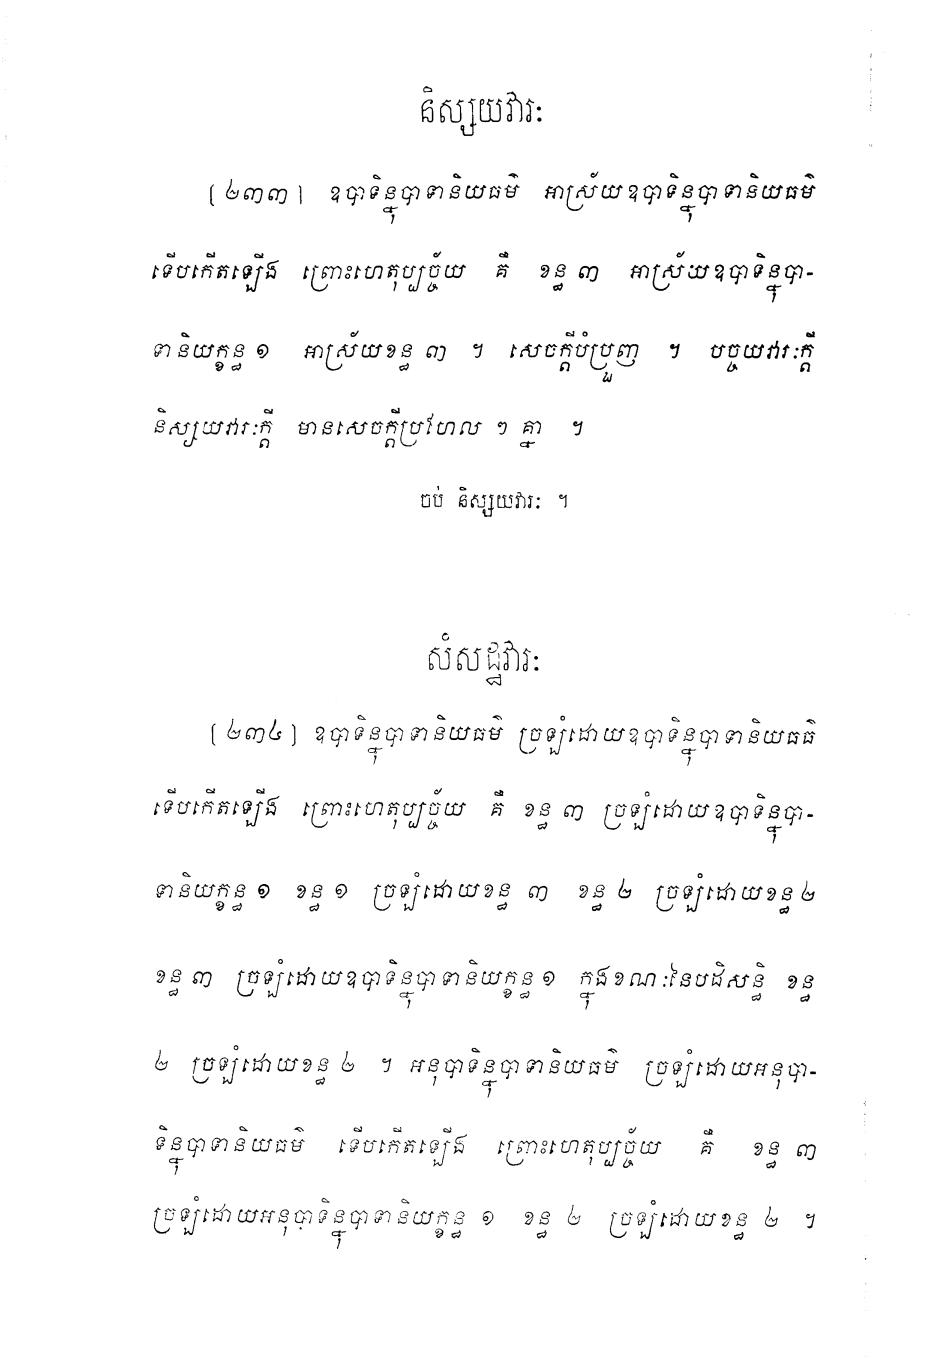 និស្សយវារៈ
[២៣៣] ឧបាទិន្នុបាទានិយធម៌ អាស្រ័យឧបាទិន្នុបាទានិយធម៌
ទើបកើតឡើង ព្រោះហេតុប្បច្ច័យ គឺ ខន្ធ ៣ អាស្រ័យឧបាទិន្នុបា-
ទានិយក្ខន្ធ ១ អាស្រ័យខន្ធ ៣ ។ សេចក្តីបំប្រួញ ។ បច្ចយវារៈក្តី
និស្សយវារៈក្តី មានសេចក្តីប្រហែល ៗ គ្នា ។
ចប់ និស្សយវារៈ ។
សំសដ្ឋវារៈ
[២៣៤] ឧបាទិន្នុបាទានិយធម៌ ច្រឡំដោយឧបាទិន្នុបាទានិយធធិ
ទើបកើតឡើង ព្រោះហេតុប្បច្ច័យ គឺ ខន្ធ ៣ ច្រឡំដោយឧបាទិន្នុបា-
ទានិយក្ខន្ធ ១ ខន្ធ ១ ច្រឡំដោយខន្ធ ៣ ខន្ធ ២ ច្រឡំដោយខន្ធ ២
ខន្ធ ៣ ច្រឡំដោយឧបាទិន្នុបាទានិយក្ខន្ធ ១ ក្នុងខណៈនៃបដិសន្ធិ ខន្ធ
២ ច្រឡំដោយខន្ធ ២ ។ អនុបាទិន្នុបាទានិយធម៌ ច្រឡំដោយអនុបា-
ទិន្នុបាទានិយធម៌ ទើបកើតឡើង ព្រោះហេតុប្បច្ច័យ គឺ ខន្ធ ៣
ច្រឡំដោយអនុបាទិន្នុបាទានិយក្ខន្ធ ១ ខន្ធ ២ ច្រឡំដោយខន្ធ ២ ។